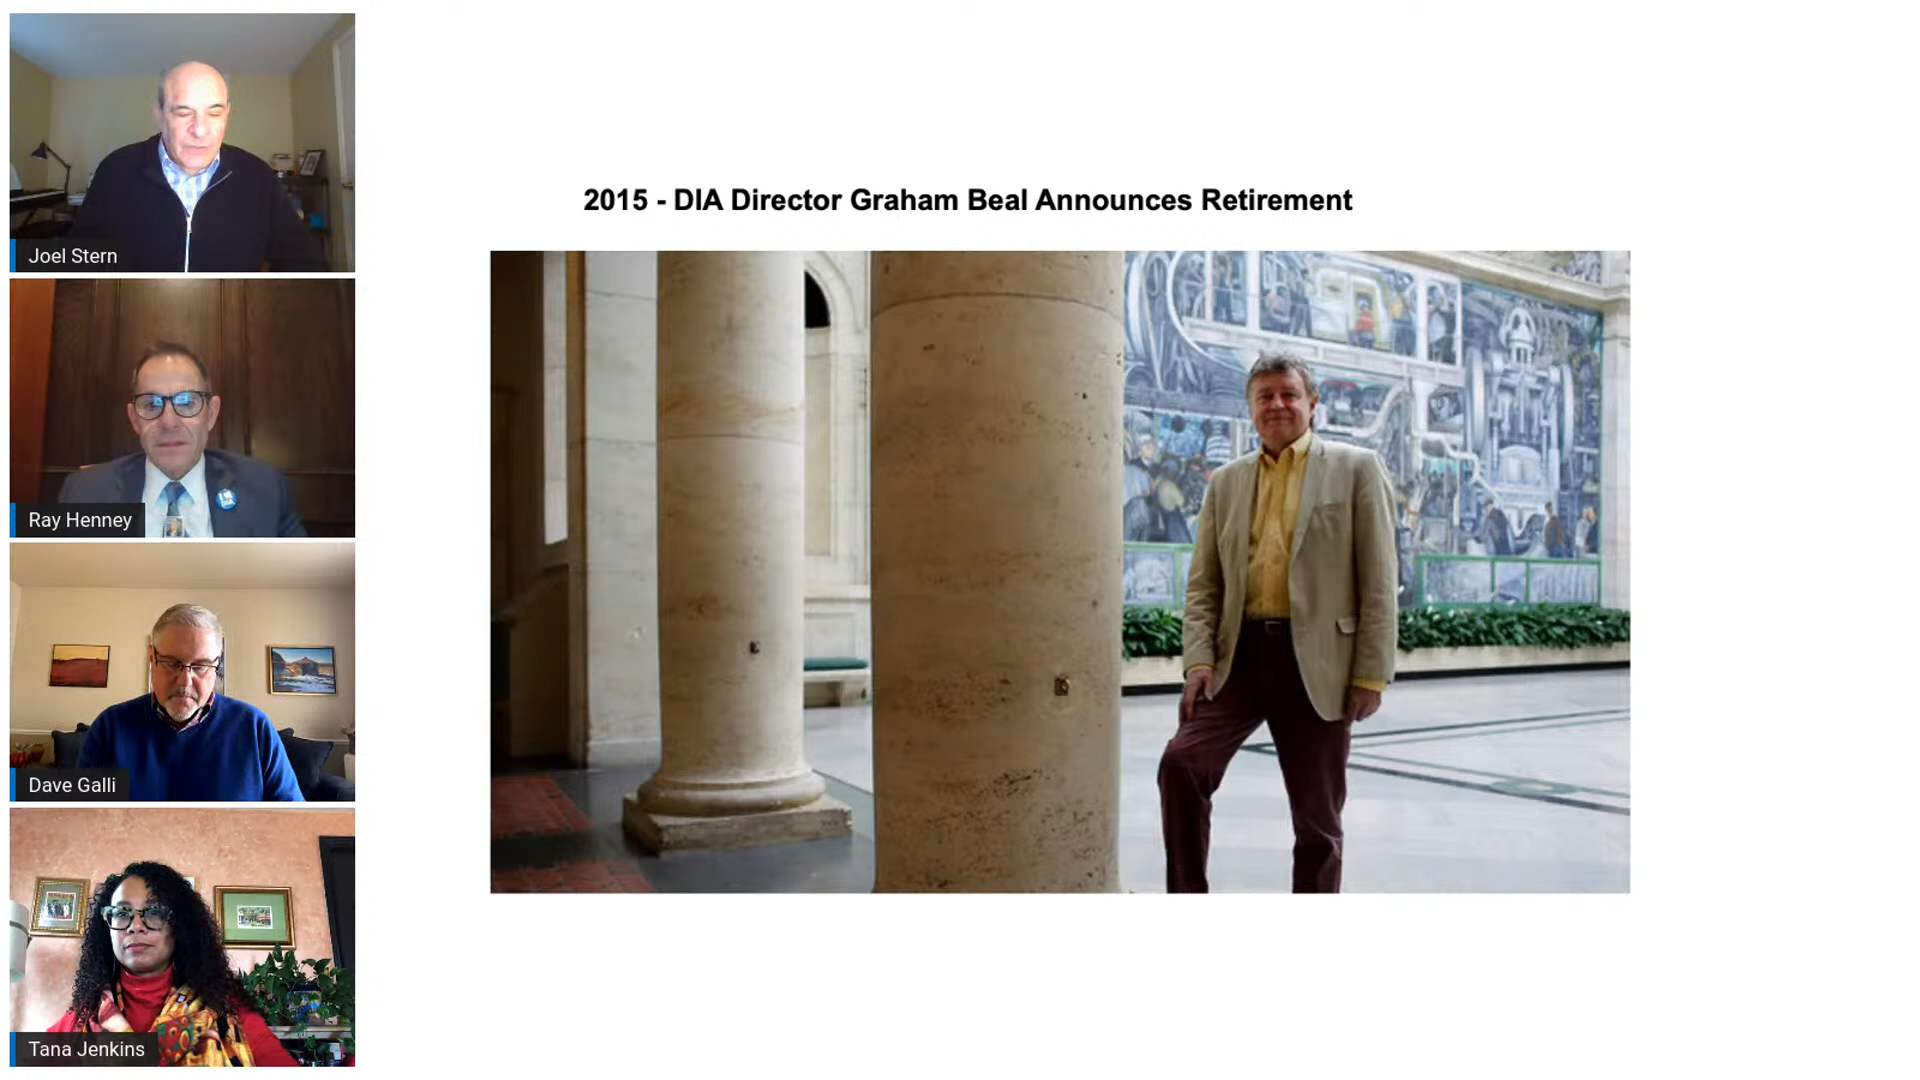 Joel Stern
Ray Henney
Dave Galli
Tana Jenkins
2015 - DIA Director Graham Beal Announces Retirement